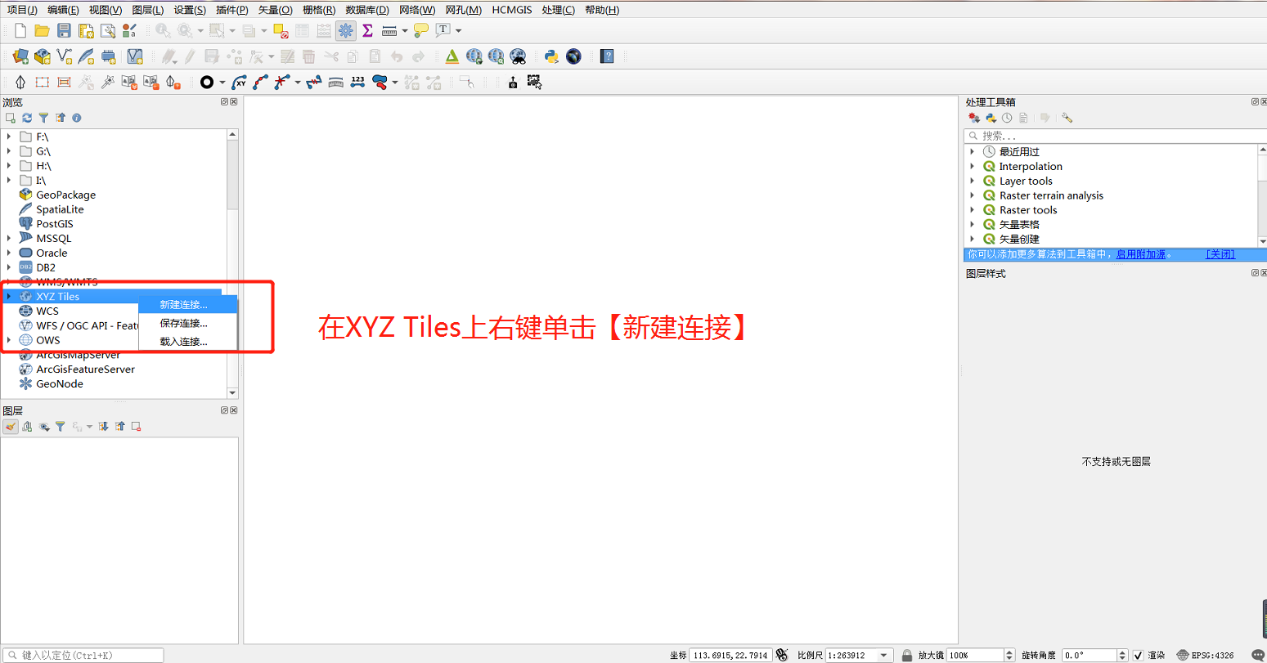 项目(J) 编辑(E) 视图(V) 图层(L) 设置(S) 插件(P) 矢量(O) 栅格(R) 数据库(D) 网络(W) 网孔(M) HCMGIS 处理(C) 帮助(H)
浏览
F:\
G:\
H:\
I:\
GeoPackage
SpatiaLite
PostGIS
MSSQL
Oracle
DB2
WMS/WMTS
XYZ Tiles
WCS
WFS / OGC API - Feat
OWS
ArcGisMapServer
ArcGisFeatureServer
GeoNode
新建连接...
保存连接...
载入连接...
在XYZ Tiles上右键单击【新建连接】
图层
处理工具箱
搜索...
最近用过
Interpolation
Layer tools
Raster terrain analysis
Raster tools
矢量表格
矢量创建
你可以添加更多算法到工具箱中，启用附加源。 [关闭]
图层样式
不支持或无图层
键入以定位(Ctrl+K)
坐标 113.6915,22.7914 比例尺 1:263912 放大镜 100% 旋转角度 0.0° 渲染 EPSG:4326